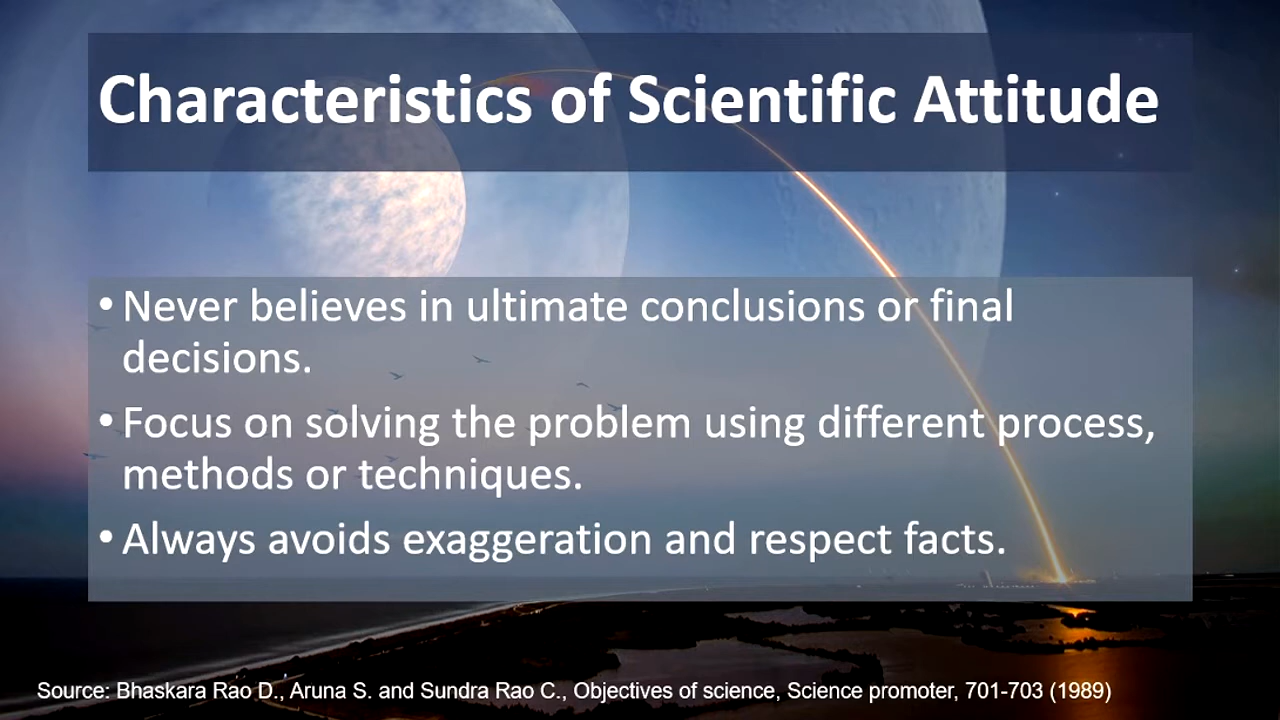 Characteristics of Scientific Attitude
• Never believes in ultimate conclusions or final
decisions.
• Focus on solving the problem using different process,
methods or techniques.
• Always avoids exaggeration and respect facts.
Source: Bhaskara Rao D., Aruna S. and Sundra Rao C., Objectives of science, Science promoter, 701-703 (1989)